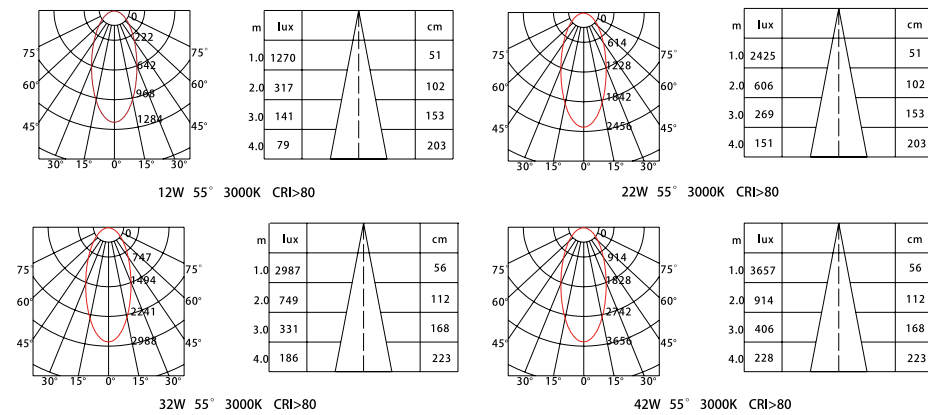 0
222
642
968
1284
75° 75°
60° 60°
45° 45°
30° 15° 0° 15° 30°
m lux cm
1.0 1270 51
2.0 317 102
3.0 141 153
4.0 79 203
12W 55° 3000K CRI>80
0
614
1228
1842
2456
75° 75°
60° 60°
45° 45°
30° 15° 0° 15° 30°
m lux cm
1.0 2425 51
2.0 606 102
3.0 269 153
4.0 151 203
22W 55° 3000K CRI>80
0
747
1494
2241
2988
75° 75°
60° 60°
45° 45°
30° 15° 0° 15° 30°
m lux cm
1.0 2987 56
2.0 749 112
3.0 331 168
4.0 186 223
32W 55° 3000K CRI>80
0
914
1828
2742
3656
75° 75°
60° 60°
45° 45°
30° 15° 0° 15° 30°
m lux cm
1.0 3657 56
2.0 914 112
3.0 406 168
4.0 228 223
42W 55° 3000K CRI>80